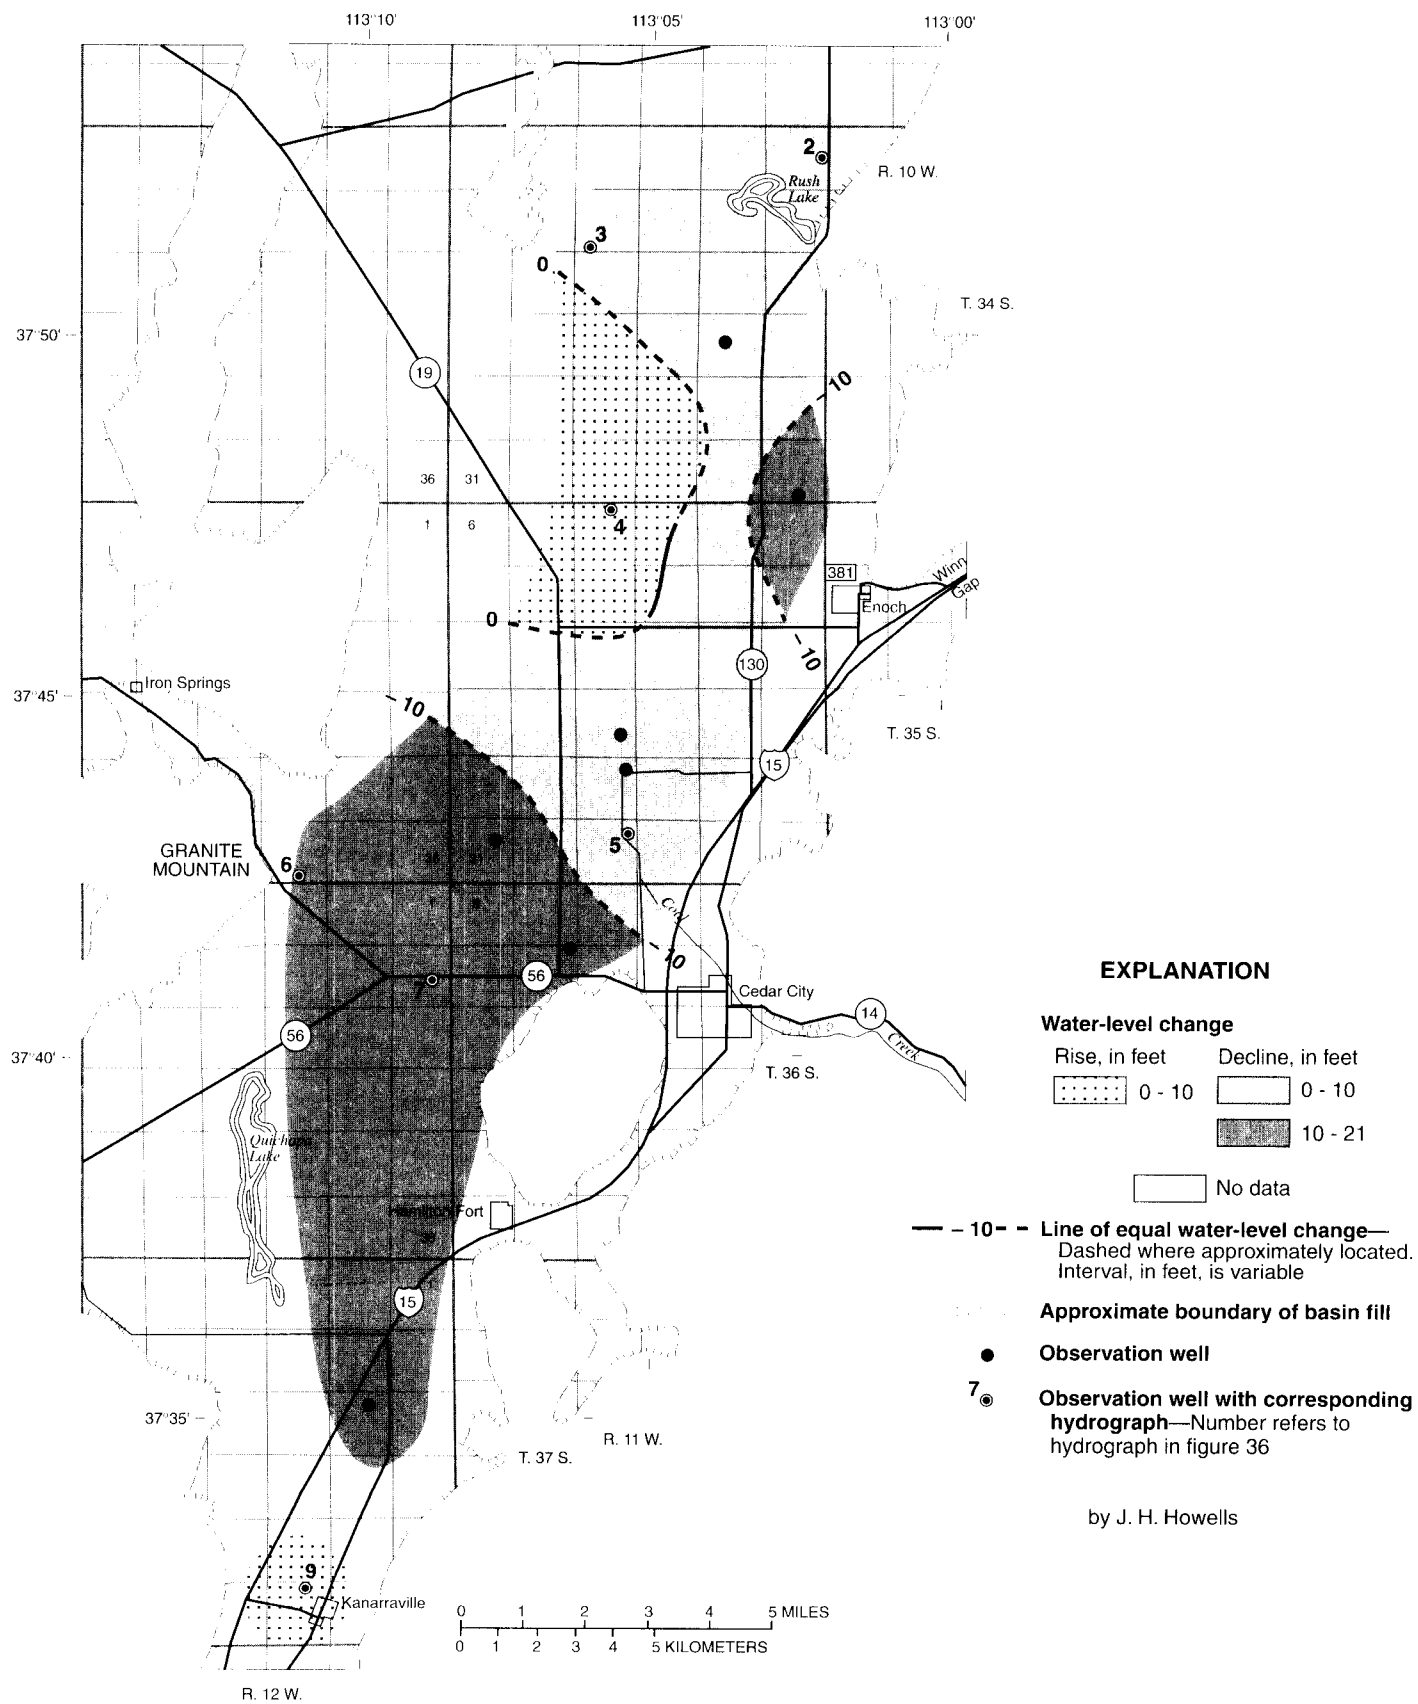 113°10'
113°05'
113°00'
2
R. 10 W.
Rush
Lake
3
0
T. 34 S.
37°50'
19
10
36 31
4
1 6
381
Winn
Gap
Enoch
0
130
– 10
Iron Springs
37°45'
– 10
T. 35 S.
15
5
GRANITE
MOUNTAIN
6
Coal
– 10
56
7
Cedar City
14
56
Creek
37°40'
T. 36 S.
Quichapa
Lake
Hamilton Fort
36
1
15
37°35'
R. 11 W.
T. 37 S.
9
Kanarraville
0 1 2 3 4 5 MILES
0 1 2 3 4 5 KILOMETERS
R. 12 W.
EXPLANATION
Water-level change
Rise, in feet Decline, in feet
0 - 10 0 - 10
10 - 21
No data
– 10 – – Line of equal water-level change—
Dashed where approximately located.
Interval, in feet, is variable
Approximate boundary of basin fill
Observation well
7 Observation well with corresponding
hydrograph—Number refers to
hydrograph in figure 36
by J. H. Howells